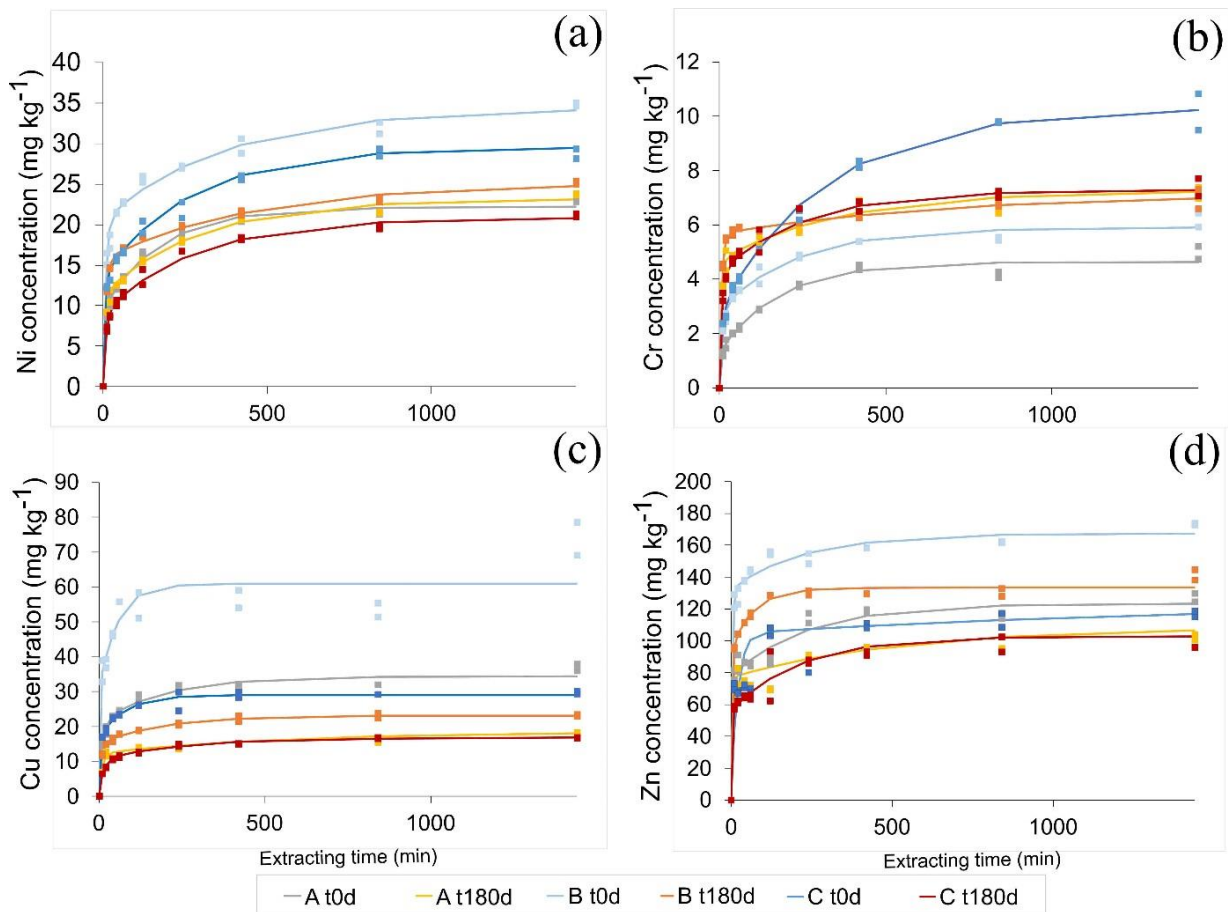 (a)
Ni concentration (mg kg⁻¹)
40
35
30
25
20
15
10
5
0
0 500 1000
(b)
Cr concentration (mg kg⁻¹)
12
10
8
6
4
2
0
0 500 1000
(c)
Cu concentration (mg kg⁻¹)
90
80
70
60
50
40
30
20
10
0
0 500 1000
Extracting time (min)
(d)
Zn concentration (mg kg⁻¹)
200
180
160
140
120
100
80
60
40
20
0
0 500 1000
Extracting time (min)
A t0d A t180d B t0d B t180d C t0d C t180d